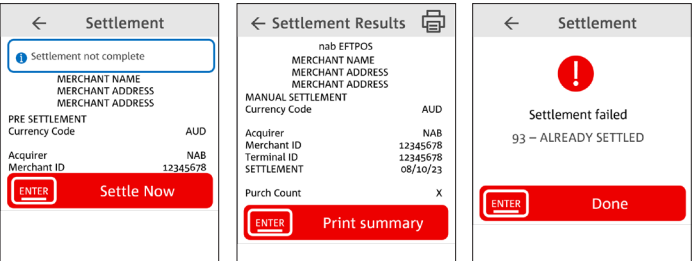 Settlement
Settlement not complete
MERCHANT NAME
MERCHANT ADDRESS
MERCHANT ADDRESS
PRE SETTLEMENT
Currency Code AUD
Acquirer NAB
Merchant ID 12345678
ENTER Settle Now
Settlement Results
nab EFTPOS
MERCHANT NAME
MERCHANT ADDRESS
MERCHANT ADDRESS
MANUAL SETTLEMENT
Currency Code AUD
Acquirer NAB
Merchant ID 12345678
Terminal ID 12345678
SETTLEMENT 08/10/23
Purch Count X
ENTER Print summary
Settlement
Settlement failed
93 – ALREADY SETTLED
ENTER Done